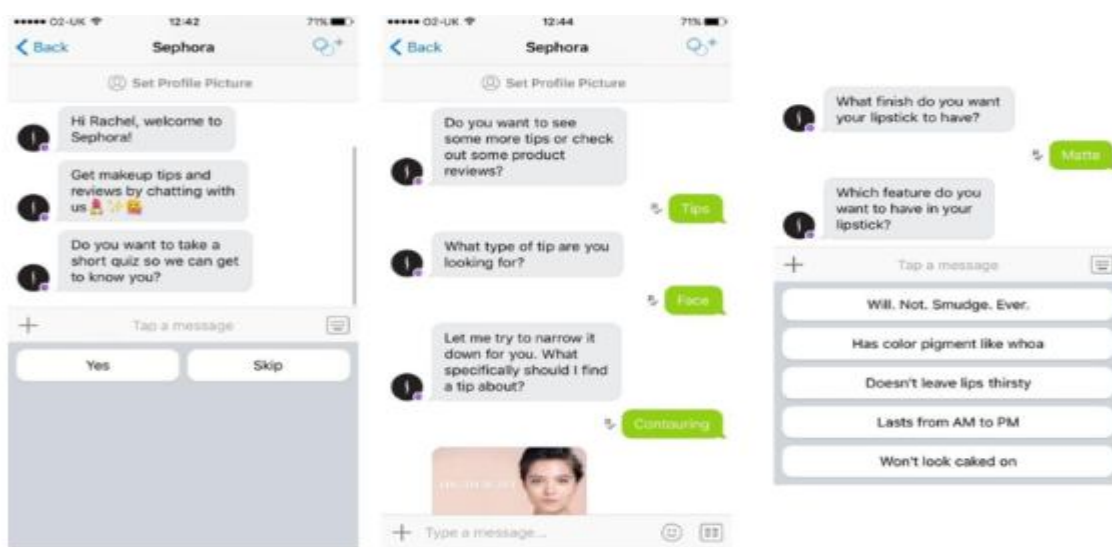 O2-UK
12:42
71%
Back
Sephora
Set Profile Picture
Hi Rachel, welcome to
Sephora!
Get makeup tips and
reviews by chatting with
us💄✨😄
Do you want to take a
short quiz so we can get
to know you?
Tap a message
Yes
Skip
O2-UK
12:44
71%
Back
Sephora
Set Profile Picture
Do you want to see
some more tips or check
out some product
reviews?
Tips
What type of tip are you
looking for?
Face
Let me try to narrow it
down for you. What
specifically should I find
a tip about?
Contouring
Type a message...
What finish do you want
your lipstick to have?
Matte
Which feature do you
want to have in your
lipstick?
Tap a message
Will. Not. Smudge. Ever.
Has color pigment like whoa
Doesn't leave lips thirsty
Lasts from AM to PM
Won't look caked on